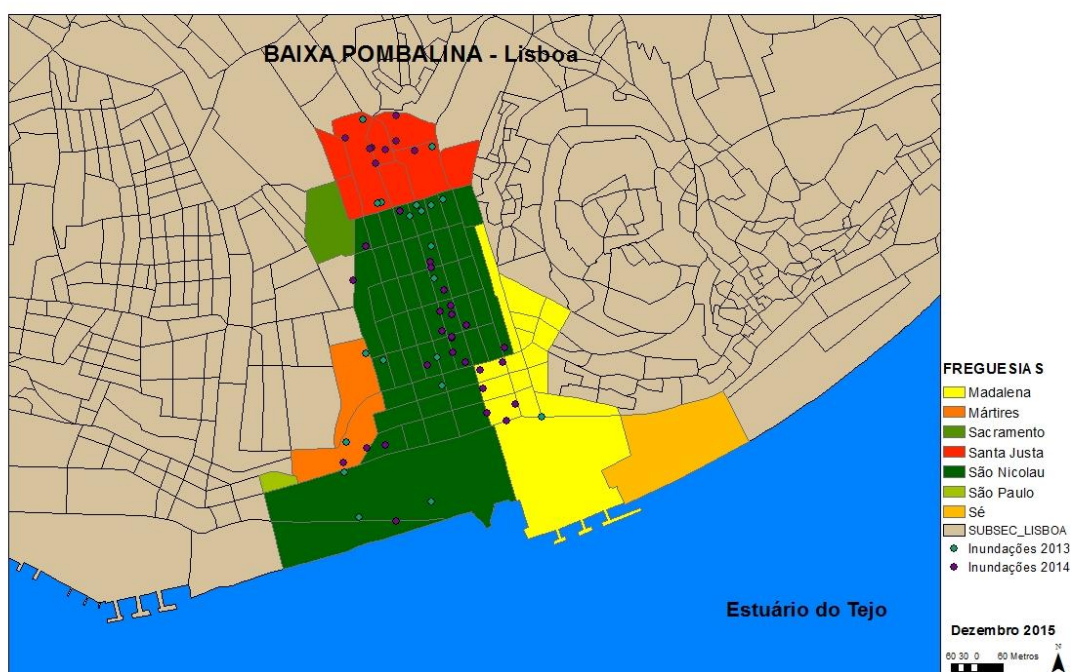 BAIXA POMBALINA - Lisboa
FREGUESIAS
Madalena
Mártires
Sacramento
Santa Justa
São Nicolau
São Paulo
Sé
SUBSEC_LISBOA
Inundações 2013
Inundações 2014
Estuário do Tejo
Dezembro 2015
N
60 30 0 60 Metros